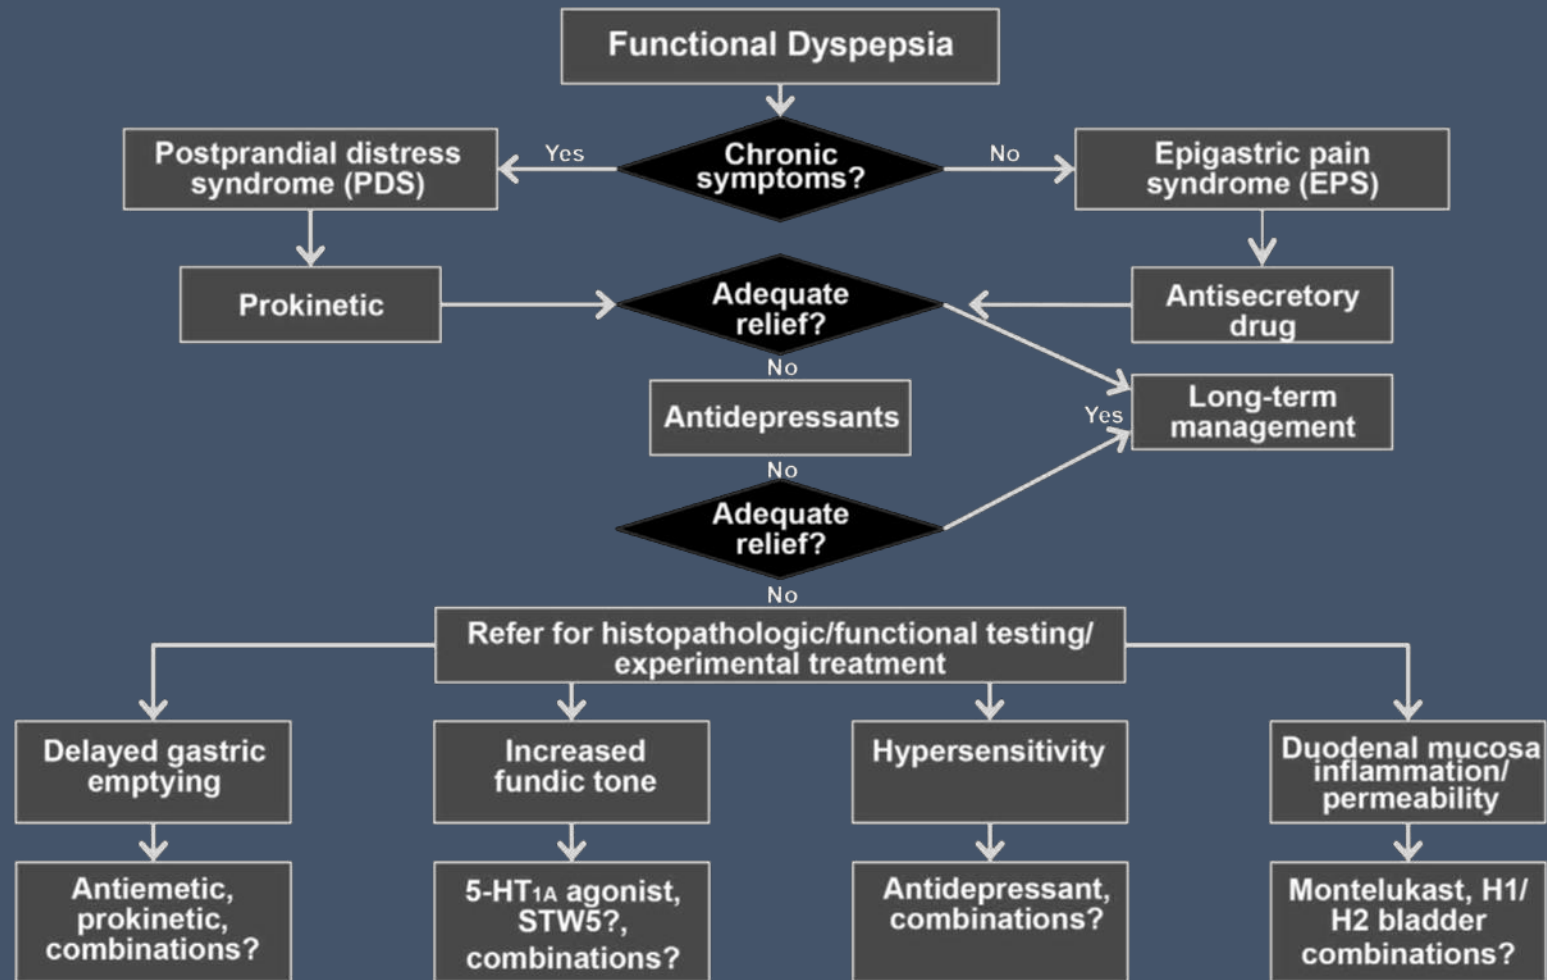 Functional Dyspepsia
Postprandial distress
syndrome (PDS)
Yes
Chronic
symptoms?
No
Epigastric pain
syndrome (EPS)
Prokinetic
Adequate
relief?
Antisecretory
drug
No
Antidepressants
Yes
Long-term
management
No
Adequate
relief?
No
Refer for histopathologic/functional testing/
experimental treatment
Delayed gastric
emptying
Increased
fundic tone
Hypersensitivity
Duodenal mucosa
inflammation/
permeability
Antiemetic,
prokinetic,
combinations?
5-HT1A agonist,
STW5?,
combinations?
Antidepressant,
combinations?
Montelukast, H1/
H2 bladder
combinations?